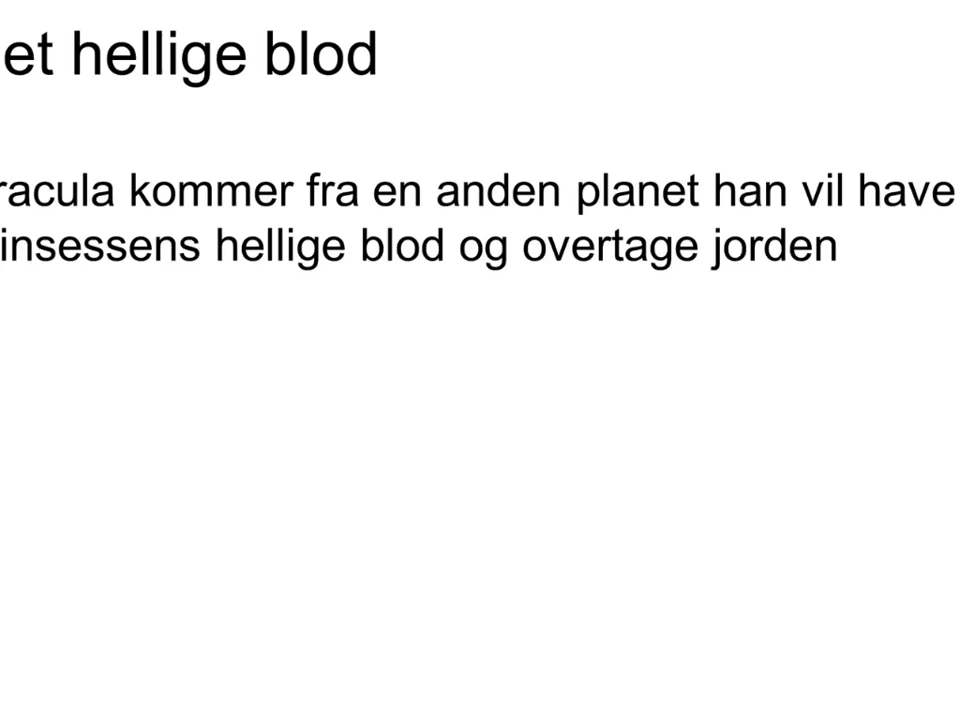 et hellige blod
racula kommer fra en anden planet han vil have
insessens hellige blod og overtage jorden